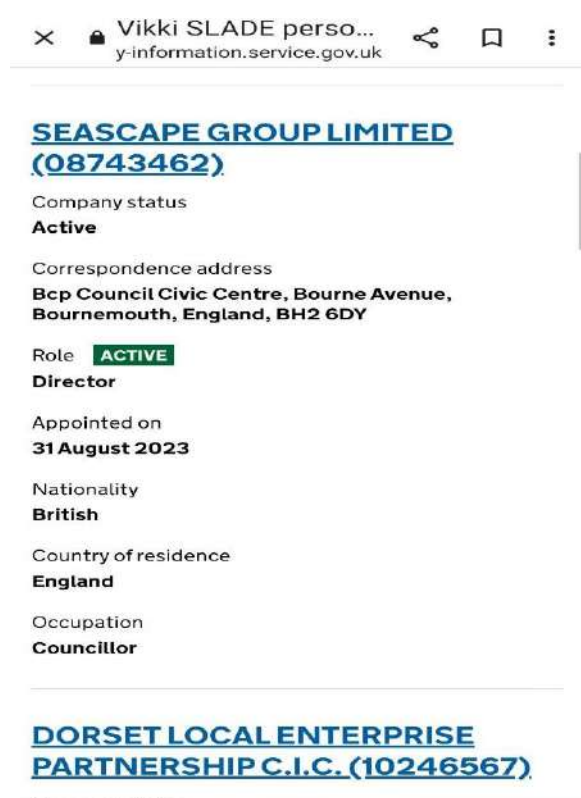 Vikki SLADE perso...
y-information.service.gov.uk
SEASCAPE GROUP LIMITED
(08743462)
Company status
Active
Correspondence address
Bcp Council Civic Centre, Bourne Avenue,
Bournemouth, England, BH2 6DY
Role ACTIVE
Director
Appointed on
31 August 2023
Nationality
British
Country of residence
England
Occupation
Councillor
DORSET LOCAL ENTERPRISE
PARTNERSHIP C.I.C. (10246567)